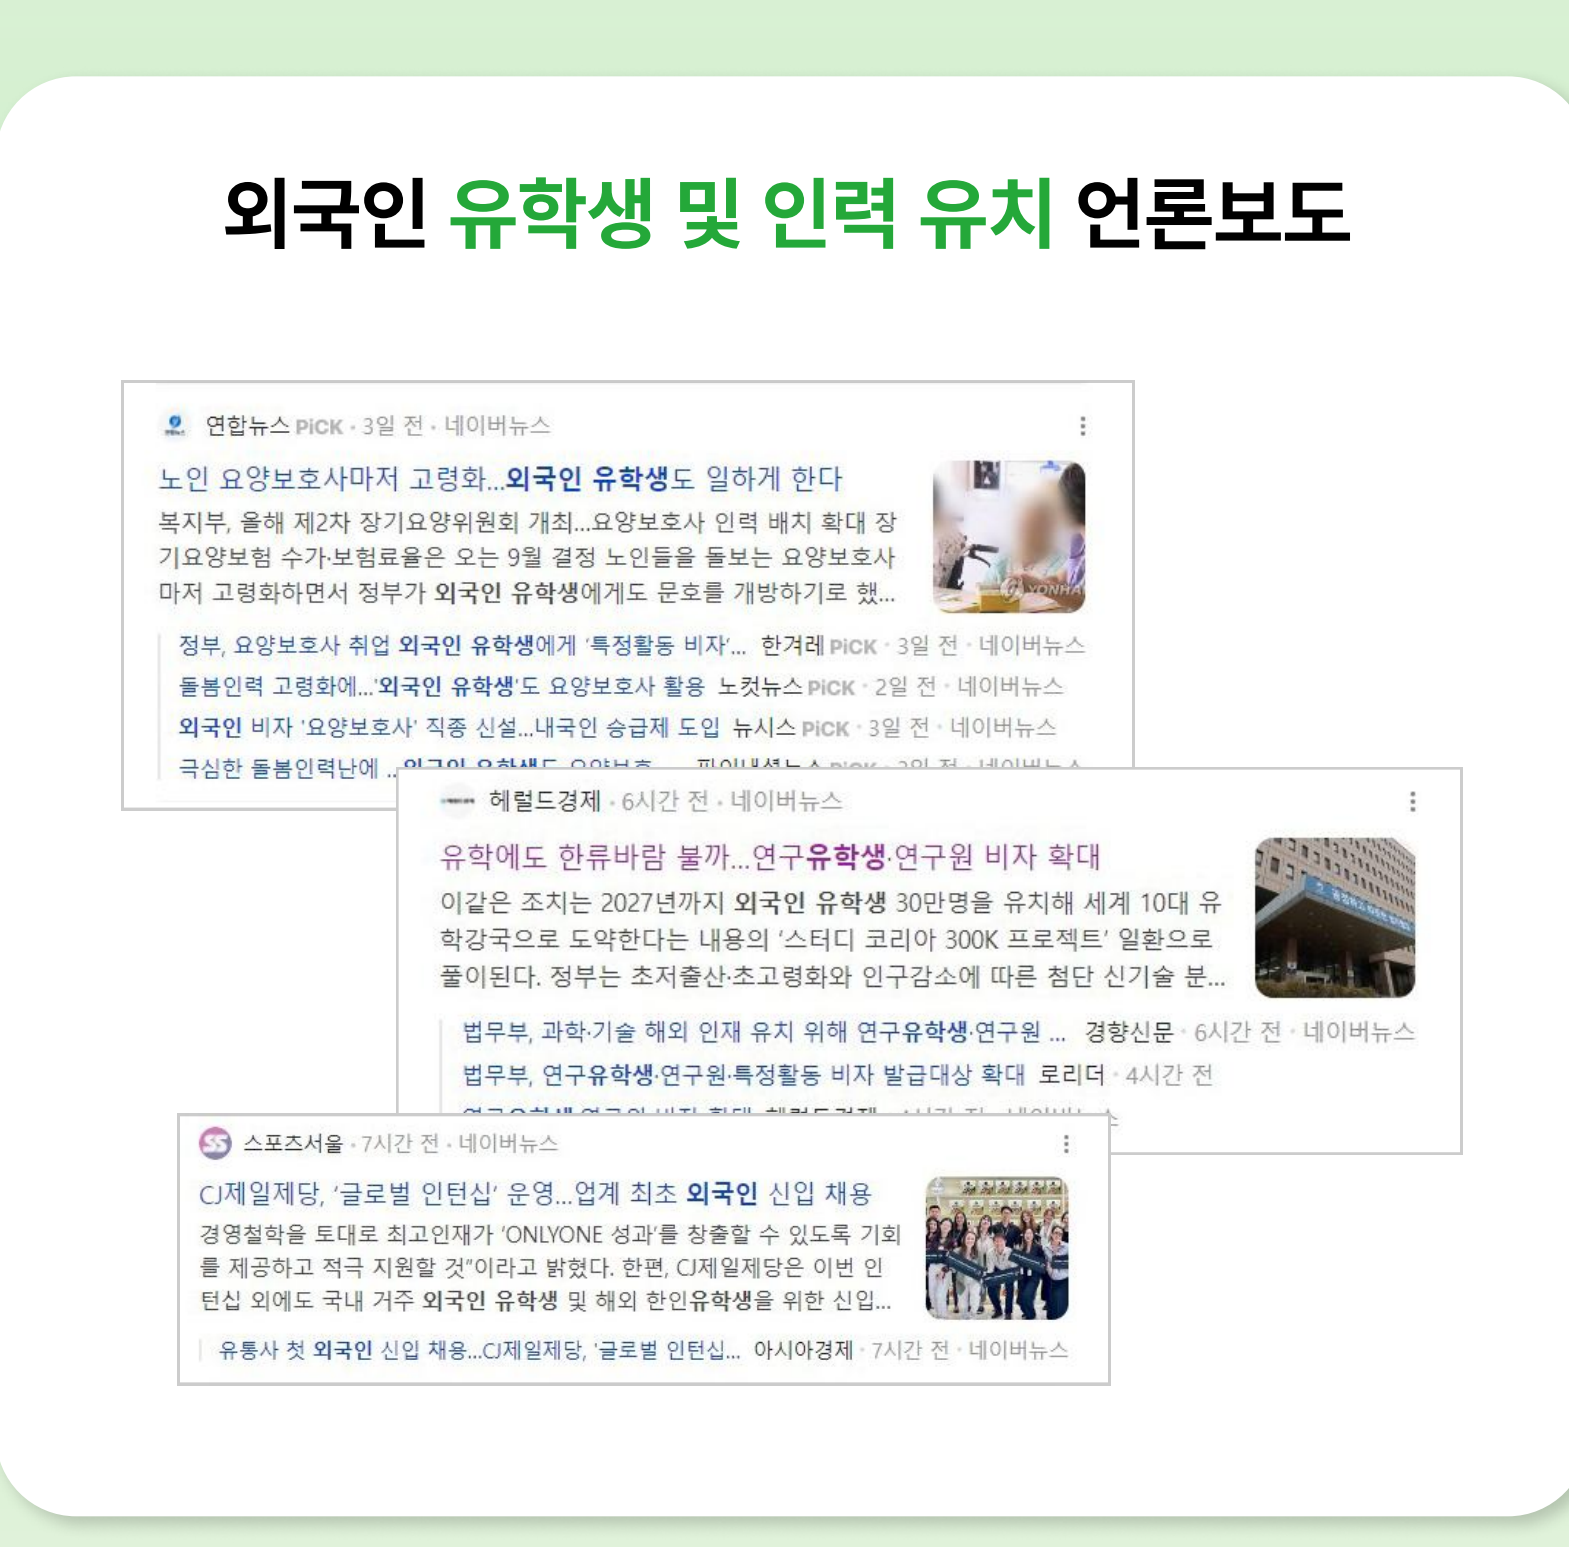 외국인 유학생 및 인력 유치 언론보도
연합뉴스 PiCK · 3일 전 · 네이버뉴스
노인 요양보호사마저 고령화...외국인 유학생도 일하게 한다
복지부, 올해 제2차 장기요양위원회 개최...요양보호사 인력 배치 확대 장
기요양보험 수가·보험료율은 오는 9월 결정 노인들을 돌보는 요양보호사
마저 고령화하면서 정부가 외국인 유학생에게도 문호를 개방하기로 했...
YONHA
정부, 요양보호사 취업 외국인 유학생에게 '특정활동 비자'... 한겨레 PiCK · 3일 전 · 네이버뉴스
돌봄인력 고령화에...'외국인 유학생'도 요양보호사 활용 노컷뉴스 PiCK · 2일 전 · 네이버뉴스
외국인 비자 '요양보호사' 직종 신설...내국인 승급제 도입 뉴시스 PiCK · 3일 전 · 네이버뉴스
극심한 돌봄인력난에 ..외국인 유학생도 요양보호
헤럴드경제 · 6시간 전 · 네이버뉴스
유학에도 한류바람 불까...연구유학생·연구원 비자 확대
이같은 조치는 2027년까지 외국인 유학생 30만명을 유치해 세계 10대 유
학강국으로 도약한다는 내용의 '스터디 코리아 300K 프로젝트' 일환으로
풀이된다. 정부는 초저출산·초고령화와 인구감소에 따른 첨단 신기술 분...
법무부, 과학·기술 해외 인재 유치 위해 연구유학생·연구원 ... 경향신문 · 6시간 전 · 네이버뉴스
법무부, 연구유학생·연구원·특정활동 비자 발급대상 확대 로리더 · 4시간 전
SS 스포츠서울 · 7시간 전 · 네이버뉴스
CJ제일제당, '글로벌 인턴십' 운영...업계 최초 외국인 신입 채용
경영철학을 토대로 최고인재가 'ONLYONE 성과'를 창출할 수 있도록 기회
를 제공하고 적극 지원할 것"이라고 밝혔다. 한편, CJ제일제당은 이번 인
턴십 외에도 국내 거주 외국인 유학생 및 해외 한인유학생을 위한 신입...
유통사 첫 외국인 신입 채용...CJ제일제당, '글로벌 인턴십... 아시아경제 · 7시간 전 · 네이버뉴스